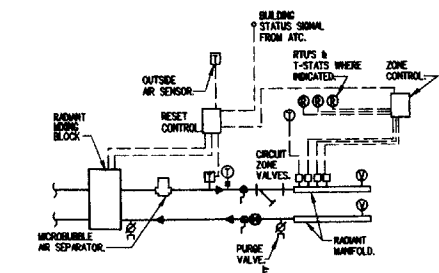 BUILDING
STATUS SIGNAL
FROM ATC.
T
OUTSIDE
AIR SENSOR.
RTU'S &
T-STATS WHERE
INDICATED.
ZONE
CONTROL.
R R R
T
RESET
CONTROL
RADIANT
MIXING
BLOCK
T
T
CIRCUIT
ZONE
VALVES.
V
V
MICROBUBBLE
AIR SEPARATOR.
PURGE
VALVE.
RADIANT
MANIFOLD.